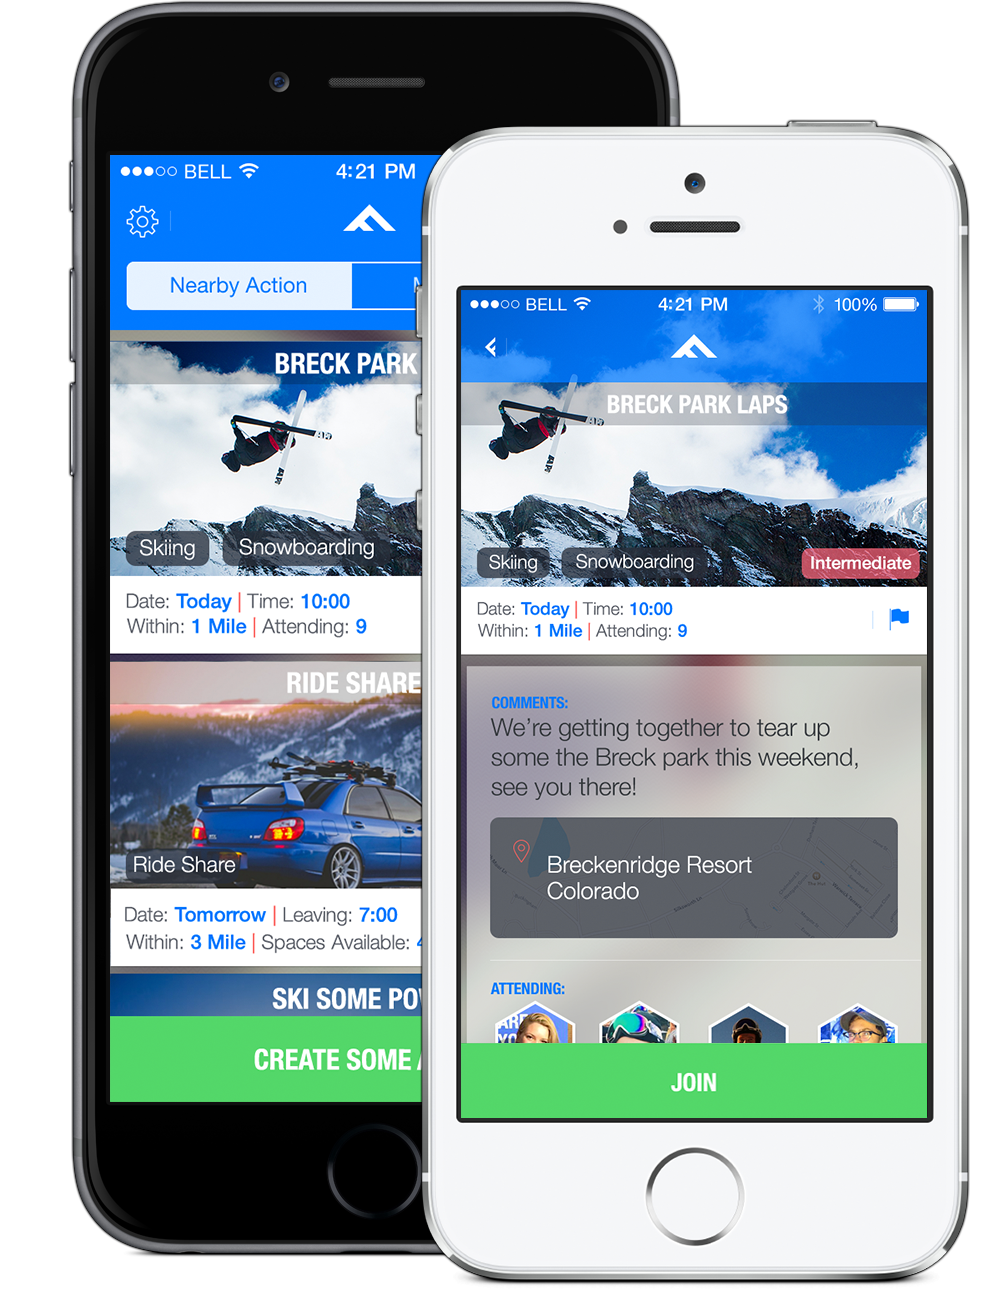 BELL
4:21 PM
Nearby Action
BRECK PARK
Skiing
Snowboarding
Date: Today | Time: 10:00
Within: 1 Mile | Attending: 9
RIDE SHARE
Ride Share
Date: Tomorrow | Leaving: 7:00
Within: 3 Mile | Spaces Available:
SKI SOME
CREATE SOME
BELL
4:21 PM
100%
BRECK PARK LAPS
Skiing
Snowboarding
Intermediate
Date: Today | Time: 10:00
Within: 1 Mile | Attending: 9
COMMENTS:
We're getting together to tear up
some the Breck park this weekend,
see you there!
Breckenridge Resort
Colorado
ATTENDING:
JOIN